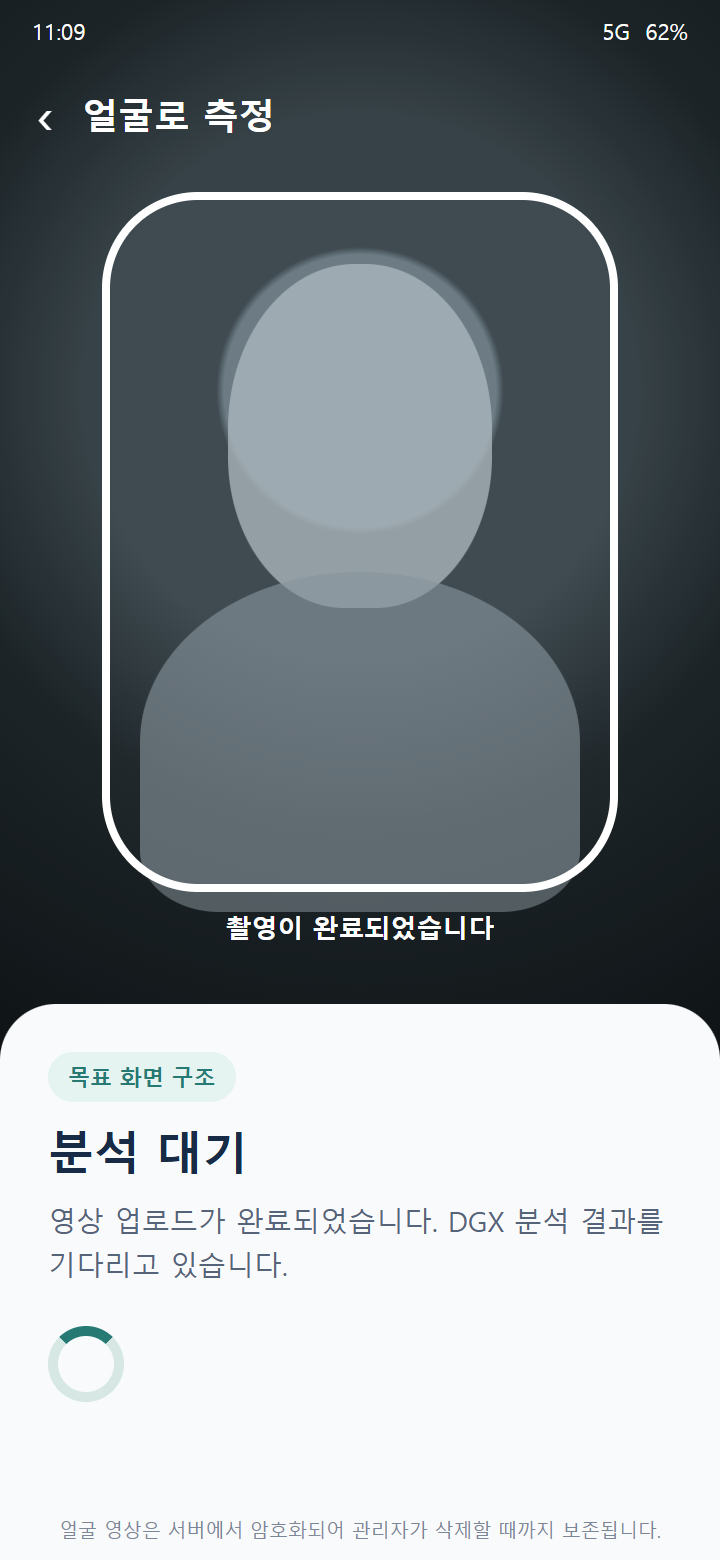 11:09 5G 62%
‹ 얼굴로 측정
촬영이 완료되었습니다
목표 화면 구조
분석 대기
영상 업로드가 완료되었습니다. DGX 분석 결과를
기다리고 있습니다.
얼굴 영상은 서버에서 암호화되어 관리자가 삭제할 때까지 보존됩니다.